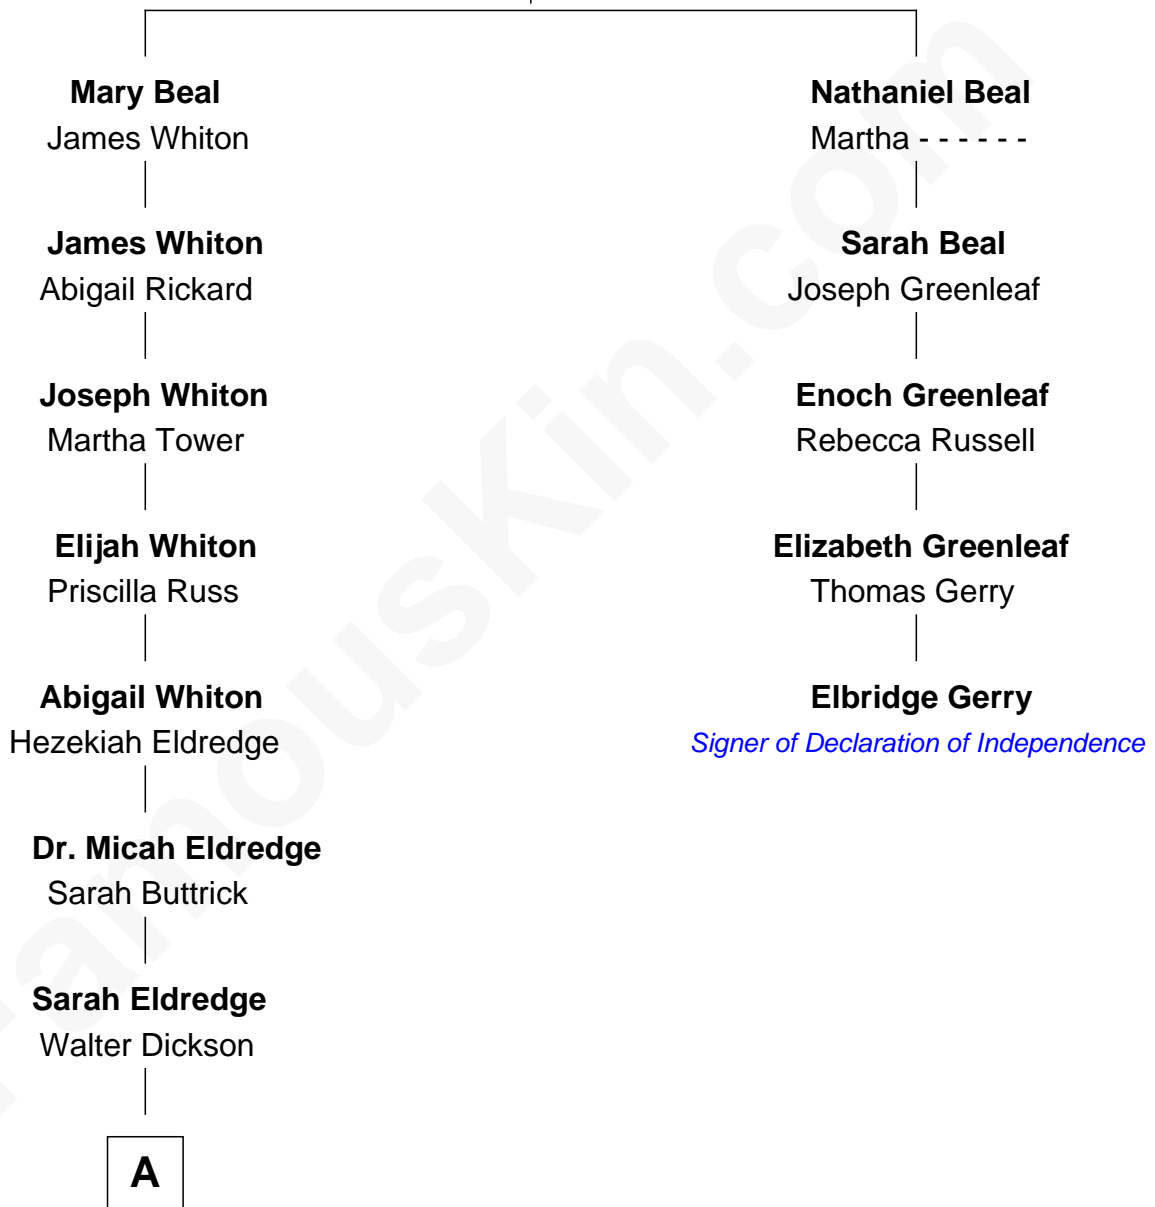 Mary Beal
James Whiton
James Whiton
Abigail Rickard
Joseph Whiton
Martha Tower
Elijah Whiton
Priscilla Russ
Abigail Whiton
Hezekiah Eldredge
Dr. Micah Eldredge
Sarah Buttrick
Sarah Eldredge
Walter Dickson
A
Nathaniel Beal
Martha - - - - - -
Sarah Beal
Joseph Greenleaf
Enoch Greenleaf
Rebecca Russell
Elizabeth Greenleaf
Thomas Gerry
Elbridge Gerry
Signer of Declaration of Independence
FamousKin.com